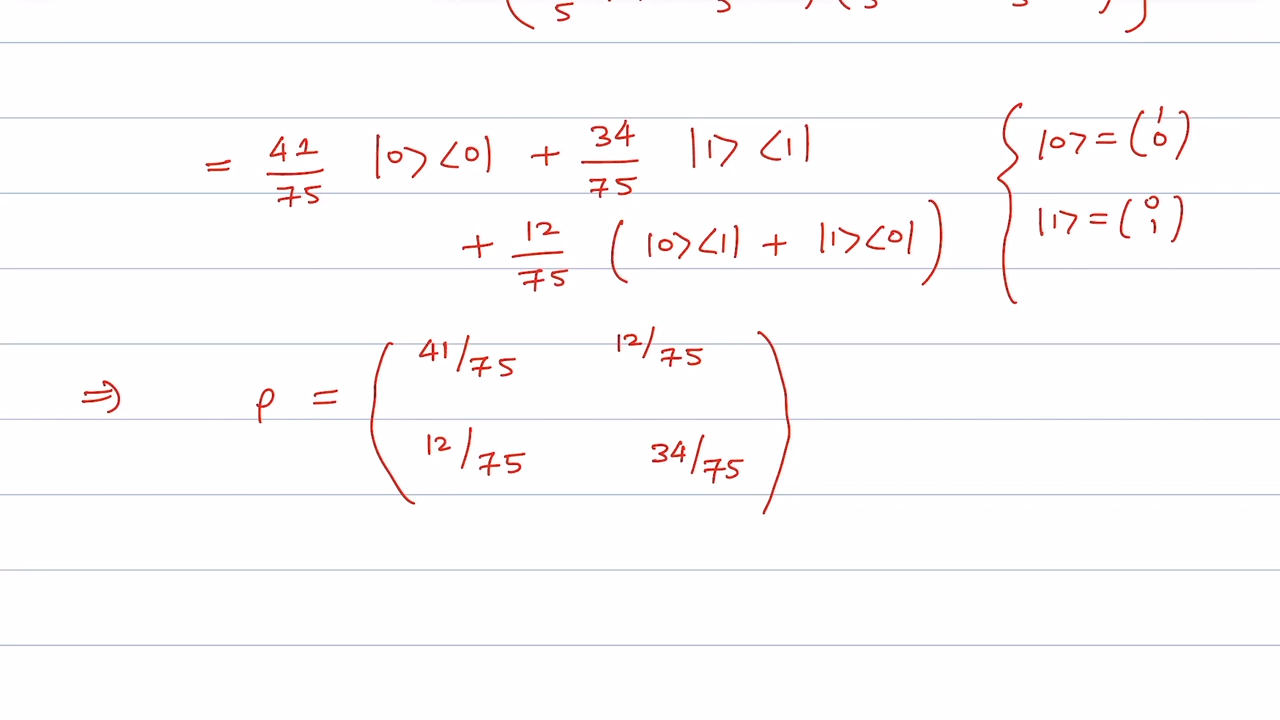 = 41/75 |0><0| + 34/75 |1><1|
+ 12/75 (|0><1| + |1><0|)
{ |0> = (1 0)
|1> = (0 1)
⇒ ρ = ( 41/75 12/75
12/75 34/75 )